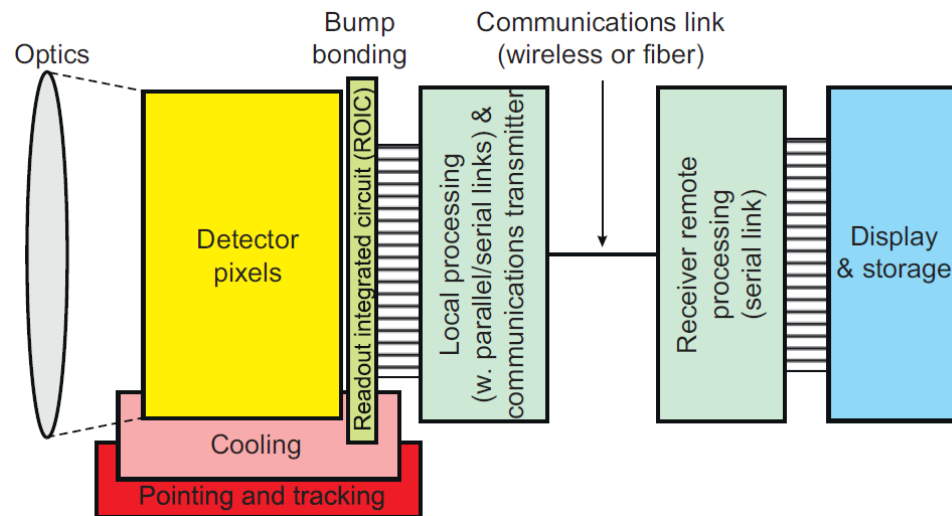 Optics
Bump
bonding
Communications link
(wireless or fiber)
Detector
pixels
Readout integrated circuit (ROIC)
Local processing
(w. parallel/serial links) &
communications transmitter
Receiver remote
processing
(serial link)
Display
& storage
Cooling
Pointing and tracking